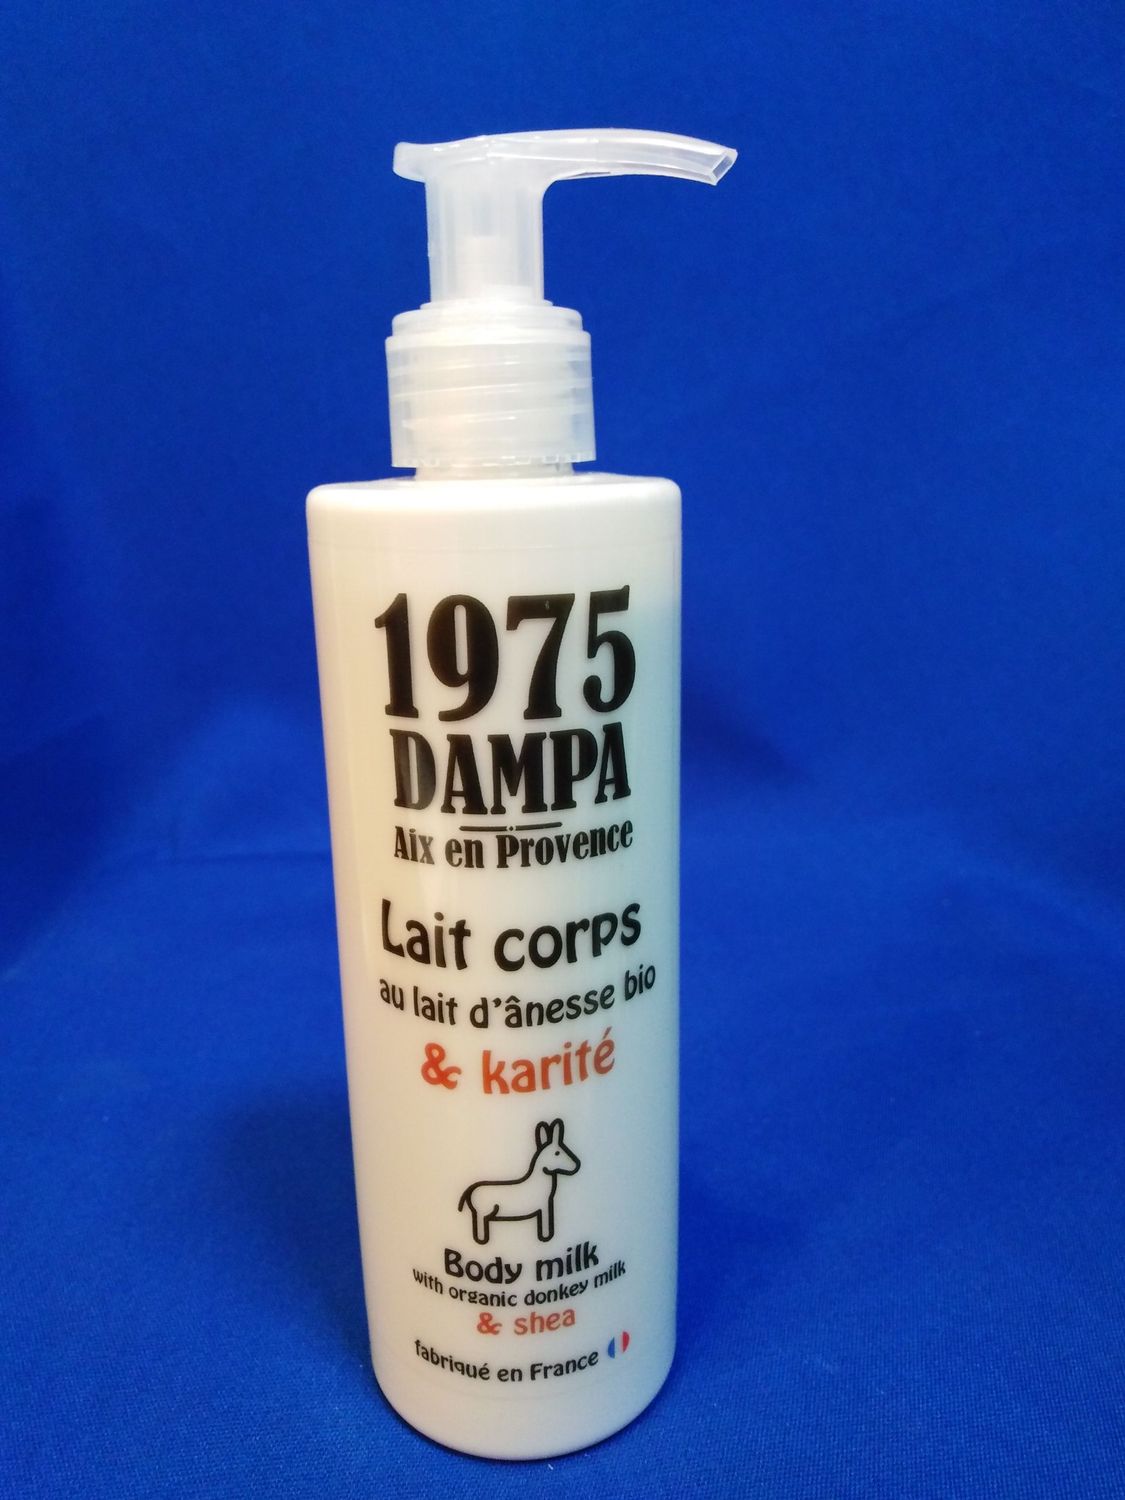 1975
DAMPA
Aix en Provence
Lait corps
au lait d'ânesse bio
& karité
Body milk
with organic donkey milk
& shea
fabriqué en France